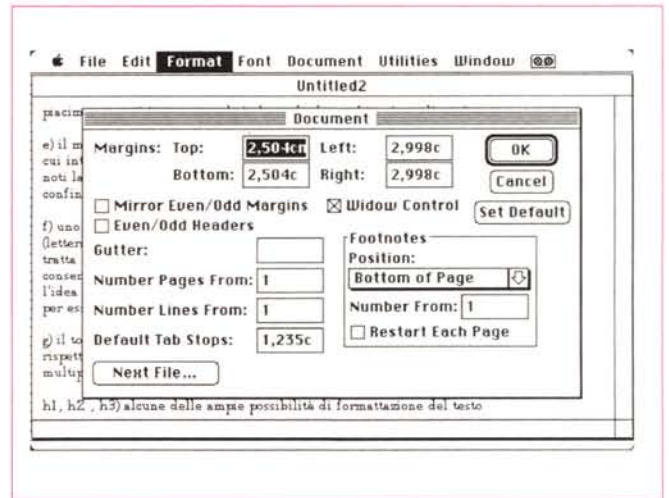 File Edit Format Font Document Utilities Window
Untitled2
Document
Margins: Top: 2,504cm Left: 2,998c
Bottom: 2,504c Right: 2,998c
OK
Cancel
Set Default
Mirror Even/Odd Margins Widow Control
Even/Odd Headers
Gutter:
Number Pages From: 1
Number Lines From: 1
Default Tab Stops: 1,235c
Next File...
Footnotes
Position:
Bottom of Page
Number From: 1
Restart Each Page
e) il m
cui int
noti la
confin
f) uno
(letter
tratta
conser
l'idea
per es
g) il to
rispett
multip
h1, h2, h3) alcune delle ampie possibilità di formattazione del testo